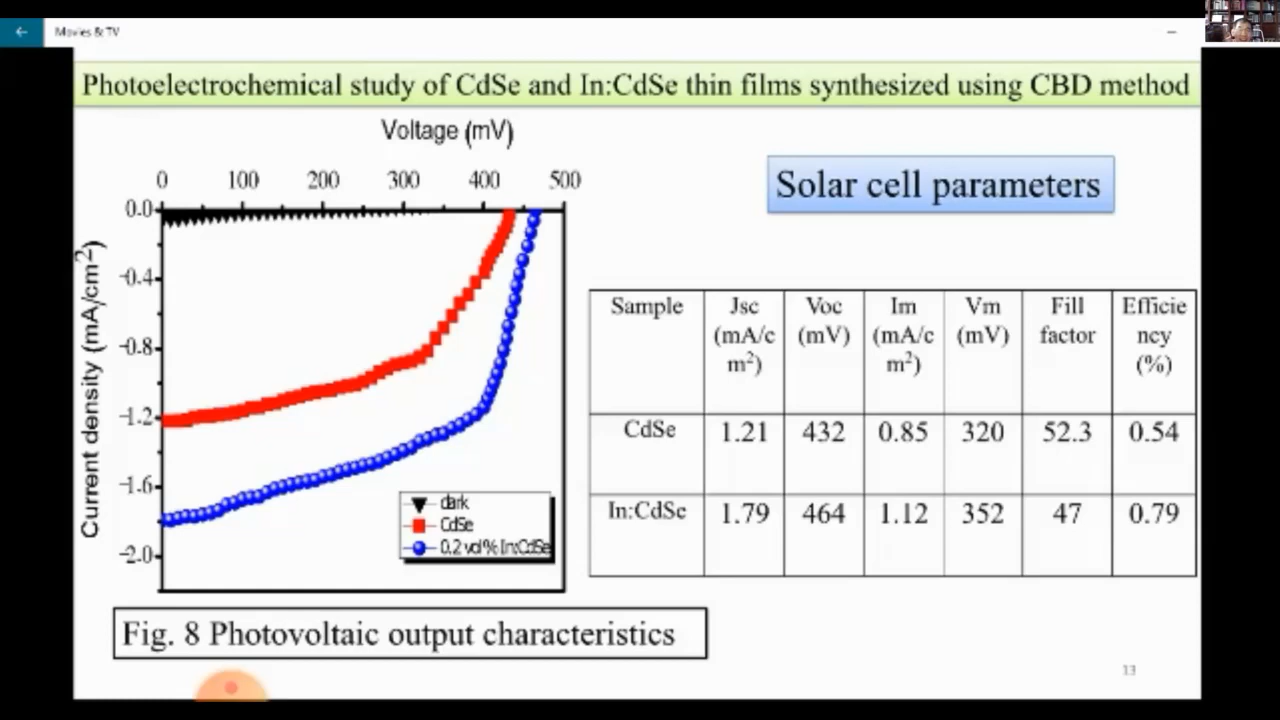 Movies & TV
Photoelectrochemical study of CdSe and In:CdSe thin films synthesized using CBD method
Voltage (mV)
0 100 200 300 400 500
0.0
-0.4
-0.8
-1.2
-1.6
-2.0
Current density (mA/cm²)
dark
CdSe
0.2 vol% In:CdSe
Fig. 8 Photovoltaic output characteristics
Solar cell parameters
Sample Jsc Voc Im Vm Fill Efficie
(mA/c (mV) (mA/c (mV) factor ncy
m²) m²) (%)
CdSe 1.21 432 0.85 320 52.3 0.54
In:CdSe 1.79 464 1.12 352 47 0.79
13